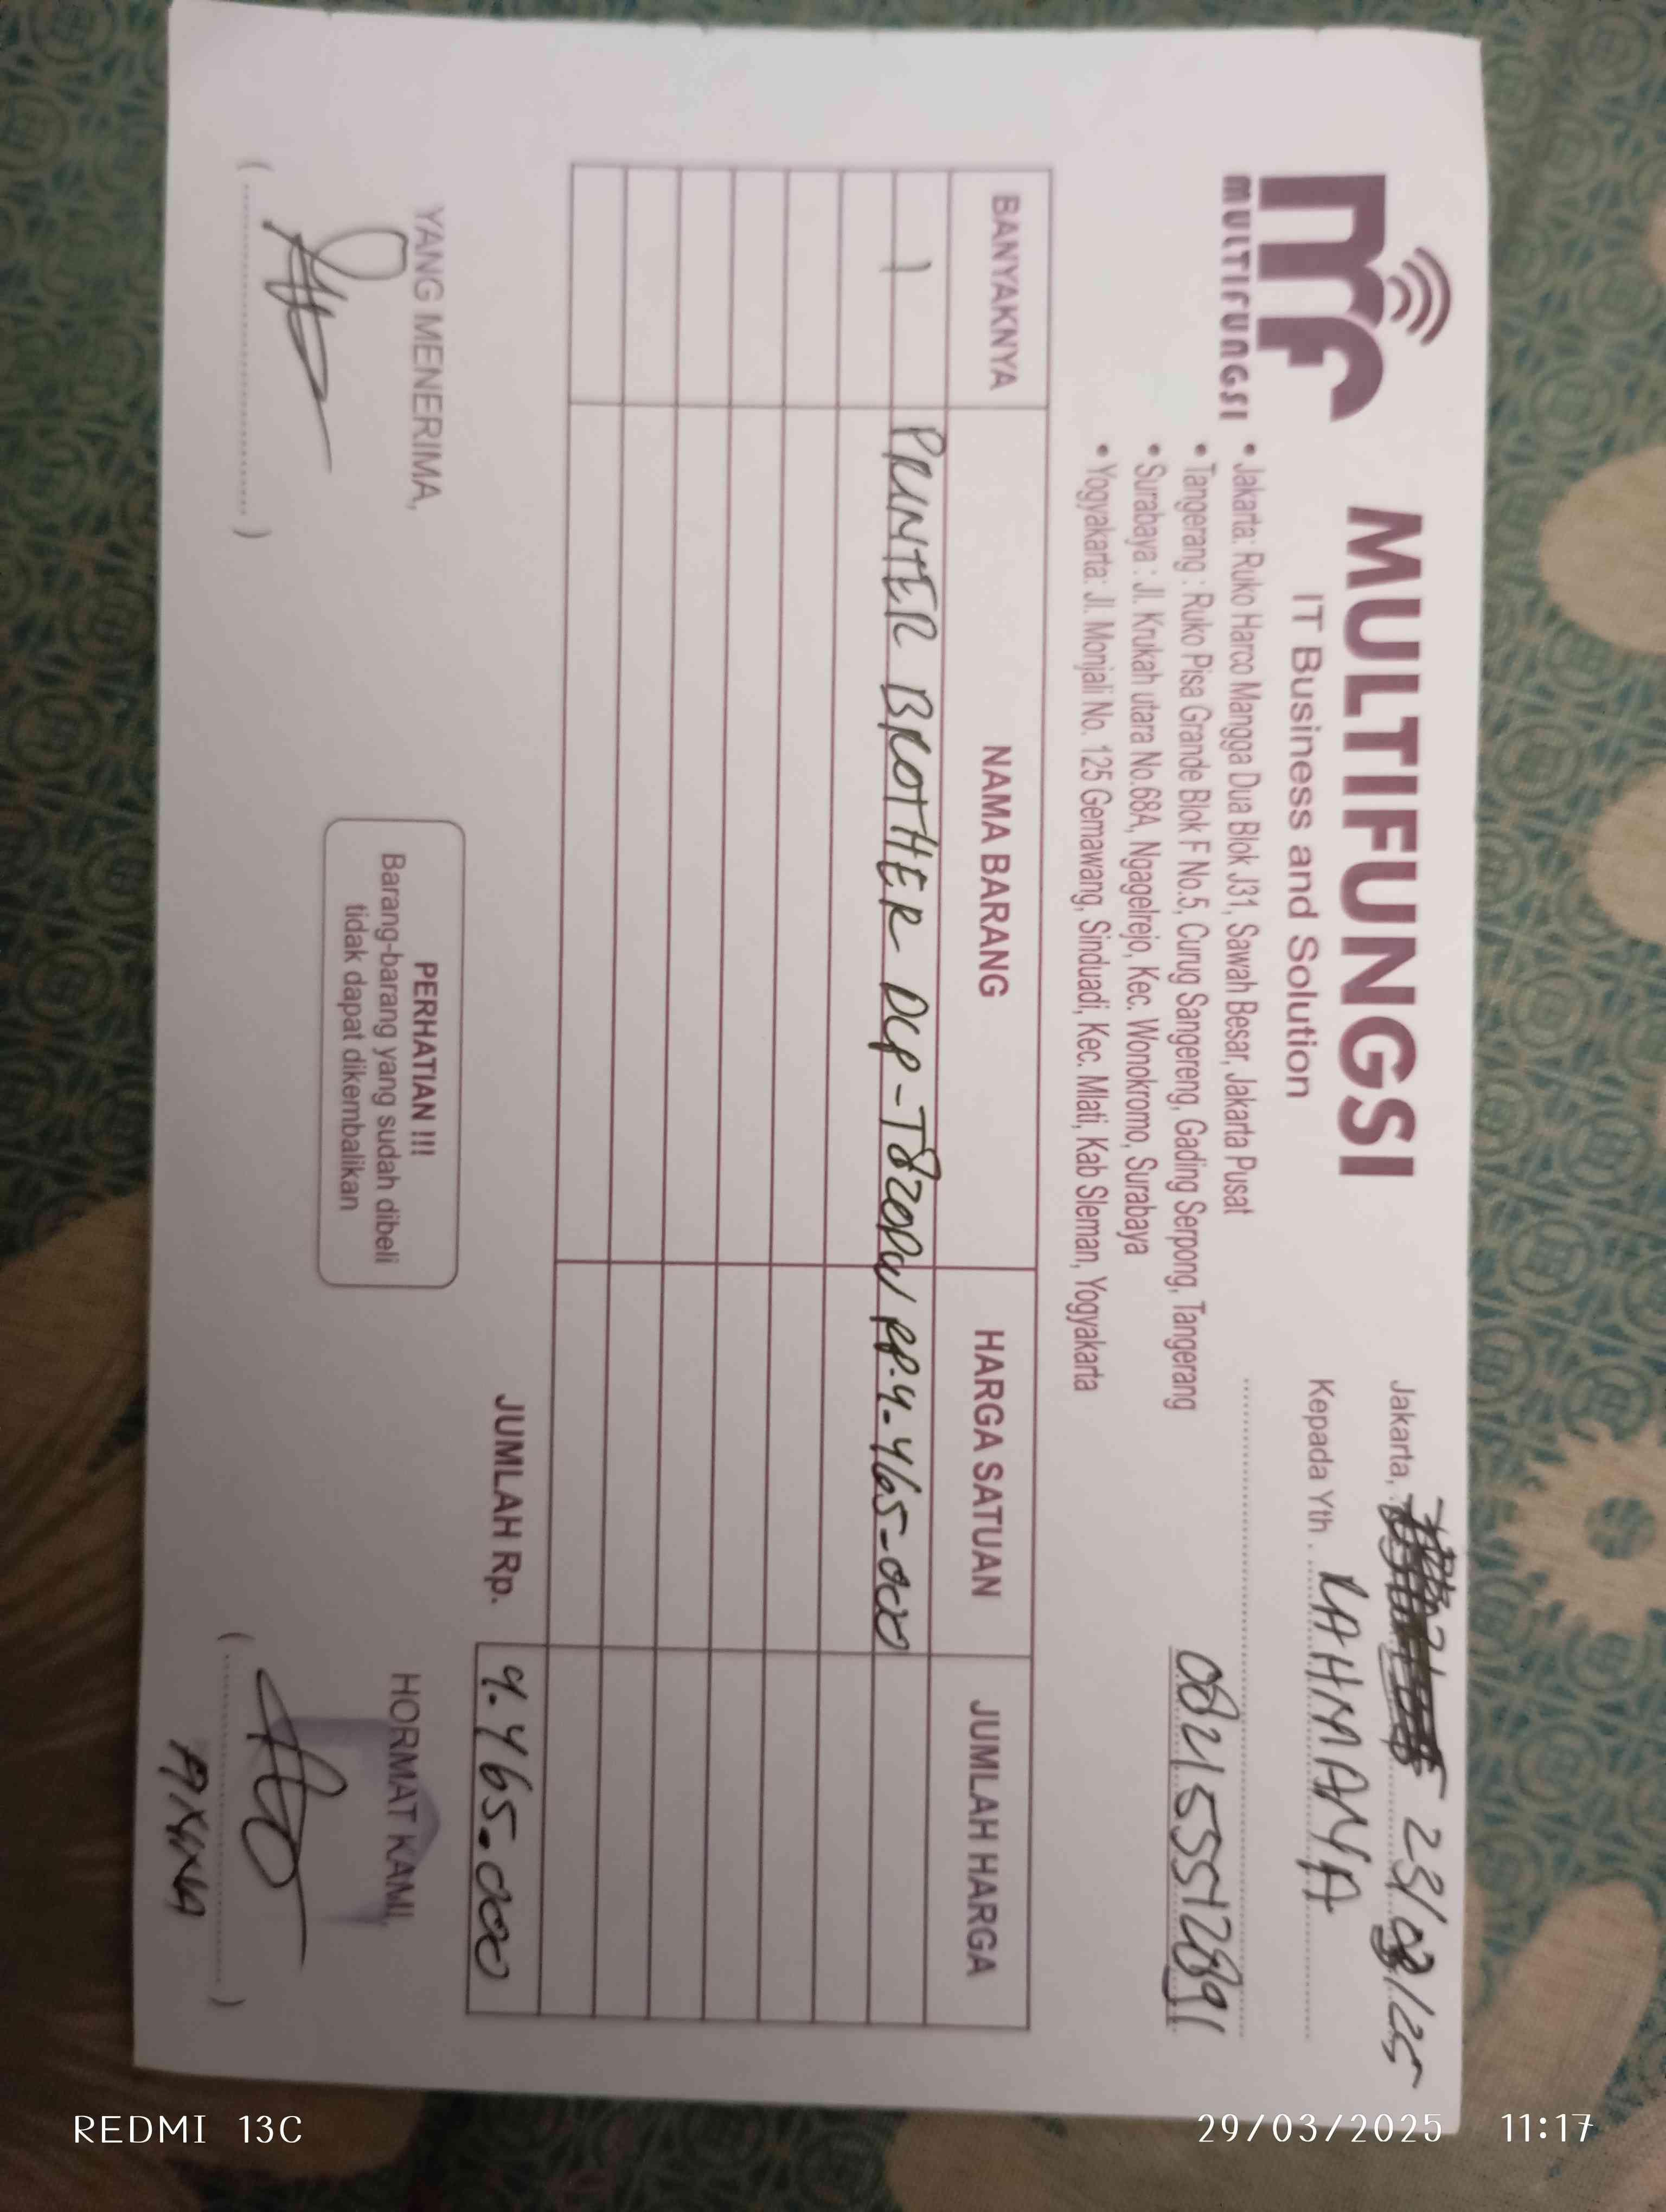 MULTIFUNGSI
MULTIFUNGSI
IT Business and Solution
• Jakarta: Ruko Harco Mangga Dua Blok J31, Sawah Besar, Jakarta Pusat
• Tangerang : Ruko Pisa Grande Blok F No.5, Curug Sangereng, Gading Serpong, Tangerang
• Surabaya : Jl. Krukah utara No.68A, Ngagelrejo, Kec. Wonokromo, Surabaya
• Yogyakarta: Jl. Monjali No. 125 Gemawang, Sinduadi, Kec. Mlati, Kab Sleman, Yogyakarta
Jakarta, 23/03/25
Kepada Yth. RAHMANYA
BANYAKNYA NAMA BARANG HARGA SATUAN JUMLAH HARGA
1 PRINTER BROTHER DCP-T820DW RP.4.465.000
JUMLAH Rp. 4.465.000
YANG MENERIMA,
PERHATIAN !!!
Barang-barang yang sudah dibeli
tidak dapat dikembalikan
HORMAT KAMI,
REDMI 13C
29/03/2025 11:17